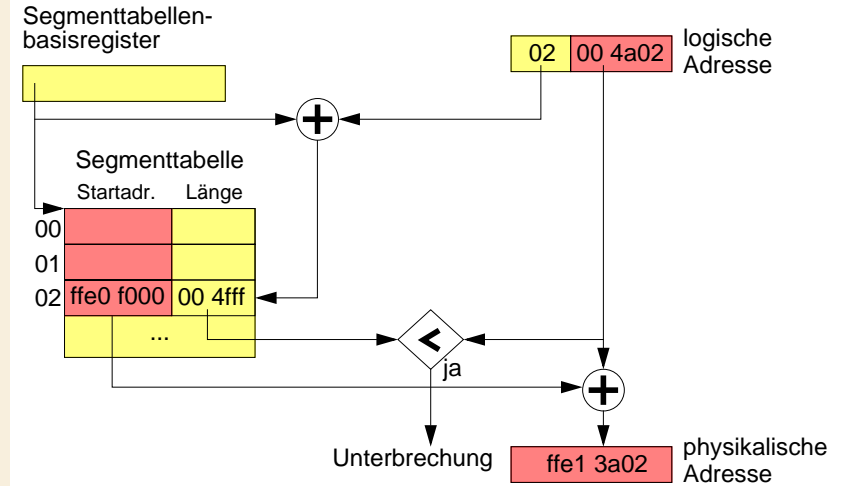 Segmenttabellen-
basisregister
02 00 4a02
logische
Adresse
+
Segmenttabelle
Startadr. Länge
00
01
02 ffe0 f000 00 4fff
...
<
ja
+
Unterbrechung
ffe1 3a02
physikalische
Adresse